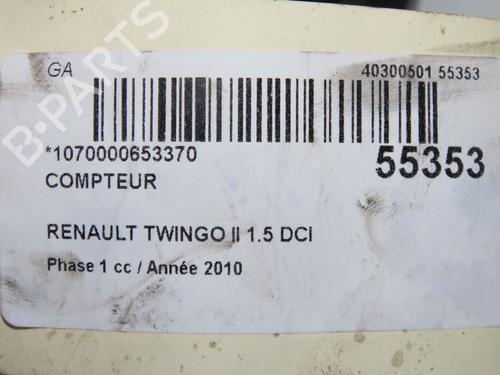 GA
40300501 55353
*1070000653370
55353
COMPTEUR
RENAULT TWINGO II 1.5 DCI
Phase 1 cc / Année 2010
B-PARTS